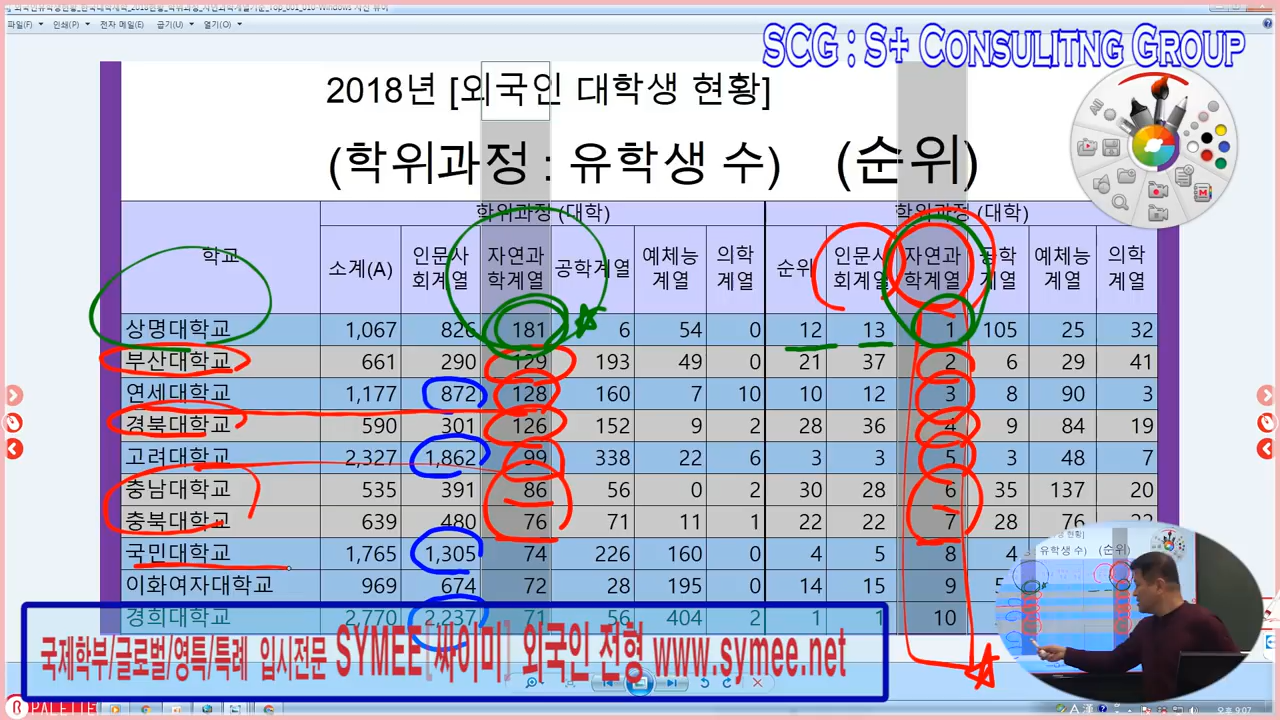 파일(F) 인쇄(P) 전자 메일(E) 굽기(U) 열기(O)
SCG : S+ CONSULITNG GROUP
2018년 [외국인 대학생 현황]
(학위과정 : 유학생 수) (순위)
학위과정 (대학) 학위과정 (대학)
학교 소계(A) 인문사회계열 자연과학계열 공학계열 예체능계열 의학계열 순위 인문사회계열 자연과학계열 공학계열 예체능계열 의학계열
상명대학교 1,067 826 181 6 54 0 12 13 1 105 25 32
부산대학교 661 290 129 193 49 0 21 37 2 6 29 41
연세대학교 1,177 872 128 160 7 10 10 12 3 8 90 3
경북대학교 590 301 126 152 9 2 28 36 4 9 84 19
고려대학교 2,327 1,862 99 338 22 6 3 3 5 3 48 7
충남대학교 535 391 86 56 0 2 30 28 6 35 137 20
충북대학교 639 480 76 71 11 1 22 22 7 28 76
국민대학교 1,765 1,305 74 226 160 0 4 5 8 4
이화여자대학교 969 674 72 28 195 0 14 15 9
경희대학교 2,770 2,237 71 56 404 2 1 1 10
국제학부/글로벌/영특/특례 입시전문 SYMEE[싸이미] 외국인 전형 www.symee.net
유학생 수) (순위)
PALETTE
오후 9:07